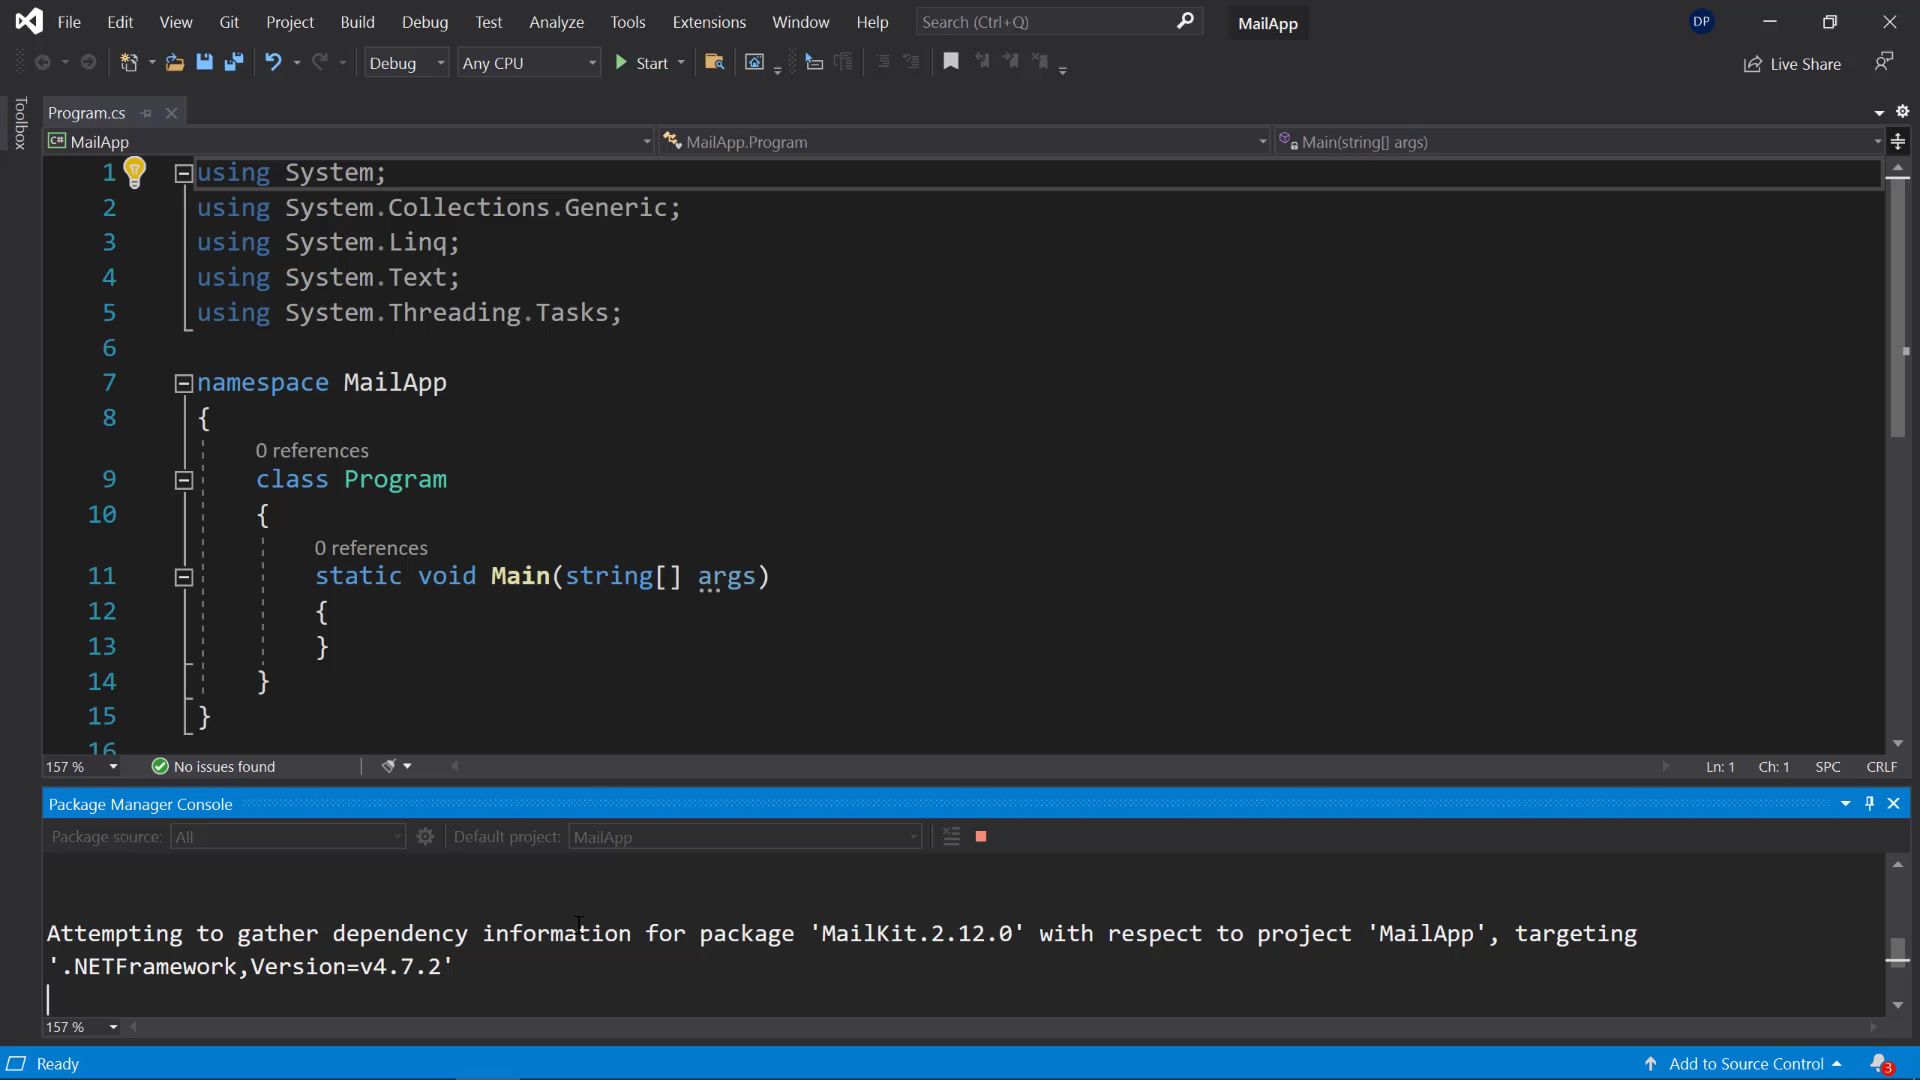 File Edit View Git Project Build Debug Test Analyze Tools Extensions Window Help Search (Ctrl+Q) MailApp DP
Debug Any CPU Start Live Share
Toolbox
Program.cs
C# MailApp MailApp.Program Main(string[] args)
1 using System;
2 using System.Collections.Generic;
3 using System.Linq;
4 using System.Text;
5 using System.Threading.Tasks;
6
7 namespace MailApp
8 {
0 references
9 class Program
10 {
0 references
11 static void Main(string[] args)
12 {
13 }
14 }
15 }
16
157 % No issues found Ln: 1 Ch: 1 SPC CRLF
Package Manager Console
Package source: All Default project: MailApp
Attempting to gather dependency information for package 'MailKit.2.12.0' with respect to project 'MailApp', targeting
'.NETFramework,Version=v4.7.2'
157 %
Ready Add to Source Control 3